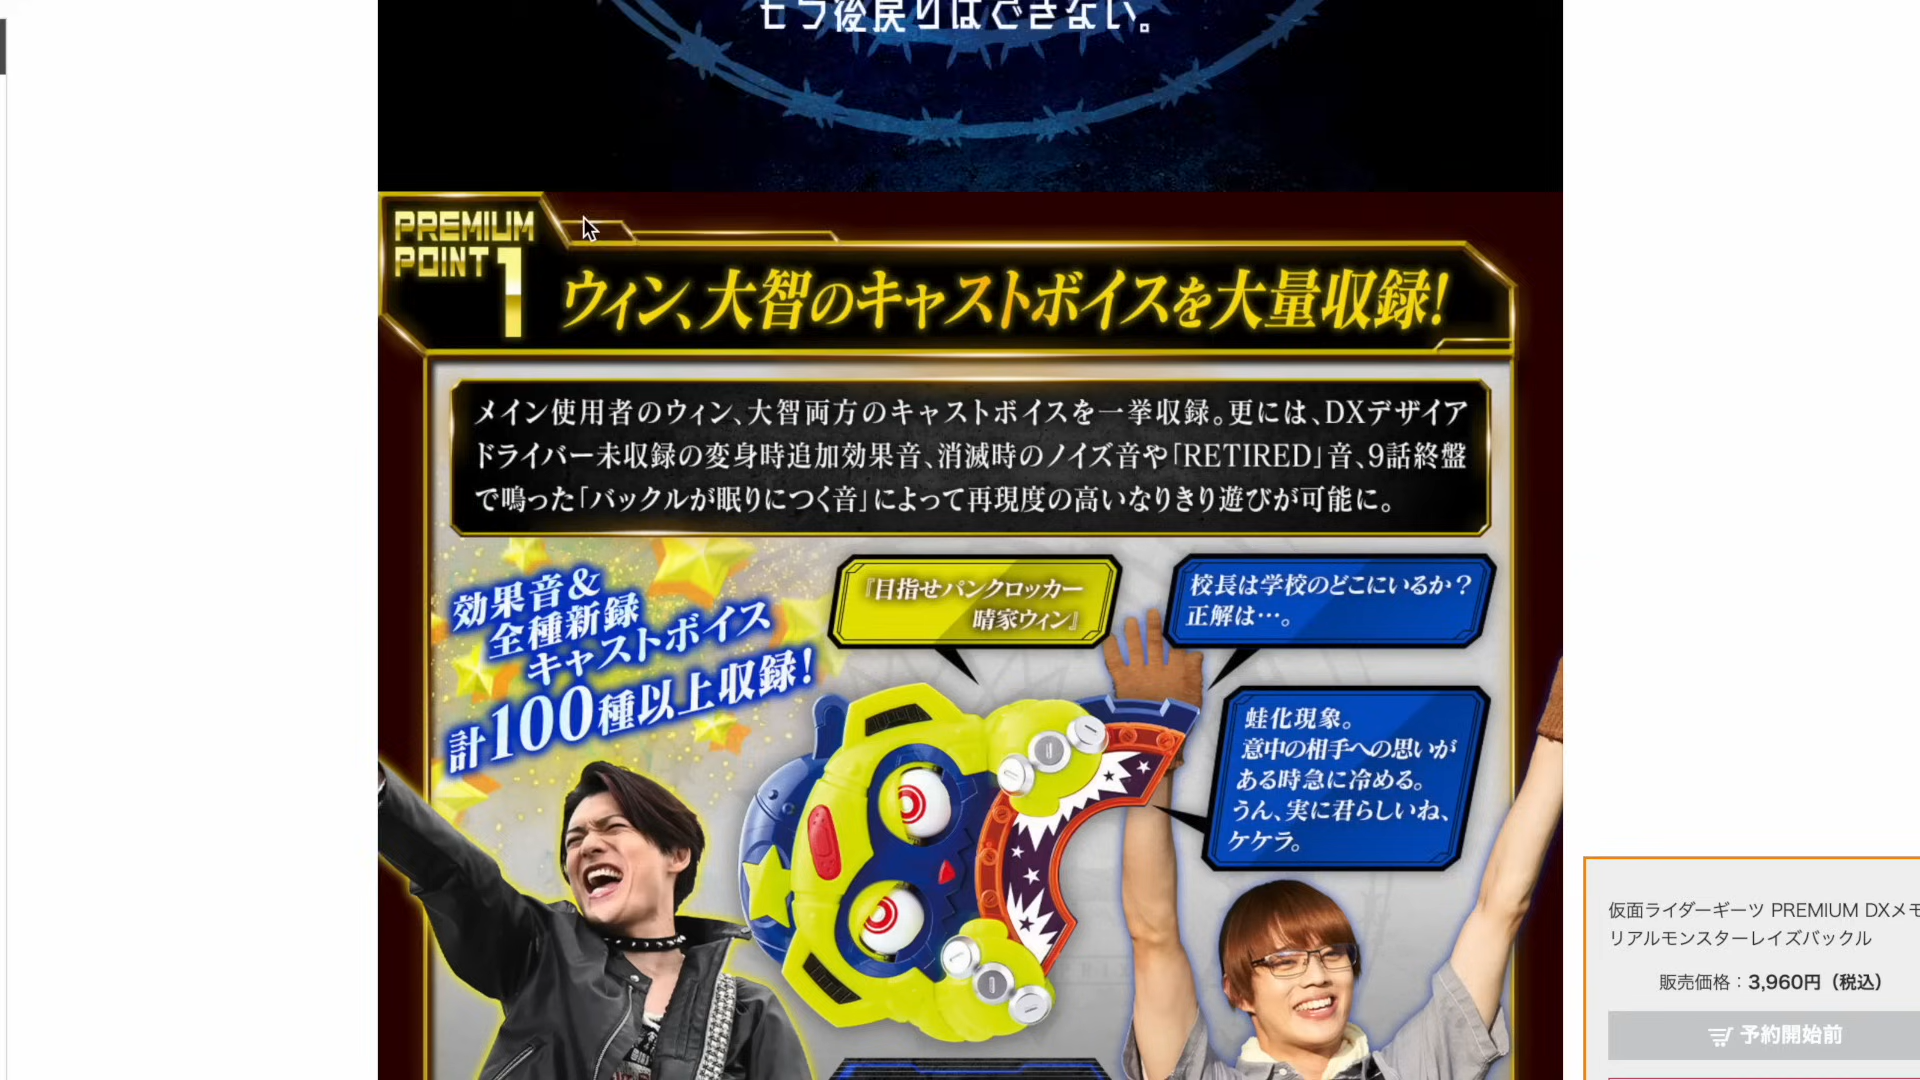 もう後戻りはできない。
PREMIUM
POINT 1
ウィン、大智のキャストボイスを大量収録!
メイン使用者のウィン、大智両方のキャストボイスを一挙収録。更には、DXデザイア
ドライバー未収録の変身時追加効果音、消滅時のノイズ音や「RETIRED」音、9話終盤
で鳴った「バックルが眠りにつく音」によって再現度の高いなりきり遊びが可能に。
効果音&
全種新録
キャストボイス
計100種以上収録!
『目指せパンクロッカー
晴家ウィン』
校長は学校のどこにいるか?
正解は…。
蛙化現象。
意中の相手への思いが
ある時急に冷める。
うん、実に君らしいね、
ケケラ。
仮面ライダーギーツ PREMIUM DXメモ
リアルモンスターレイズバックル
販売価格:3,960円(税込)
予約開始前